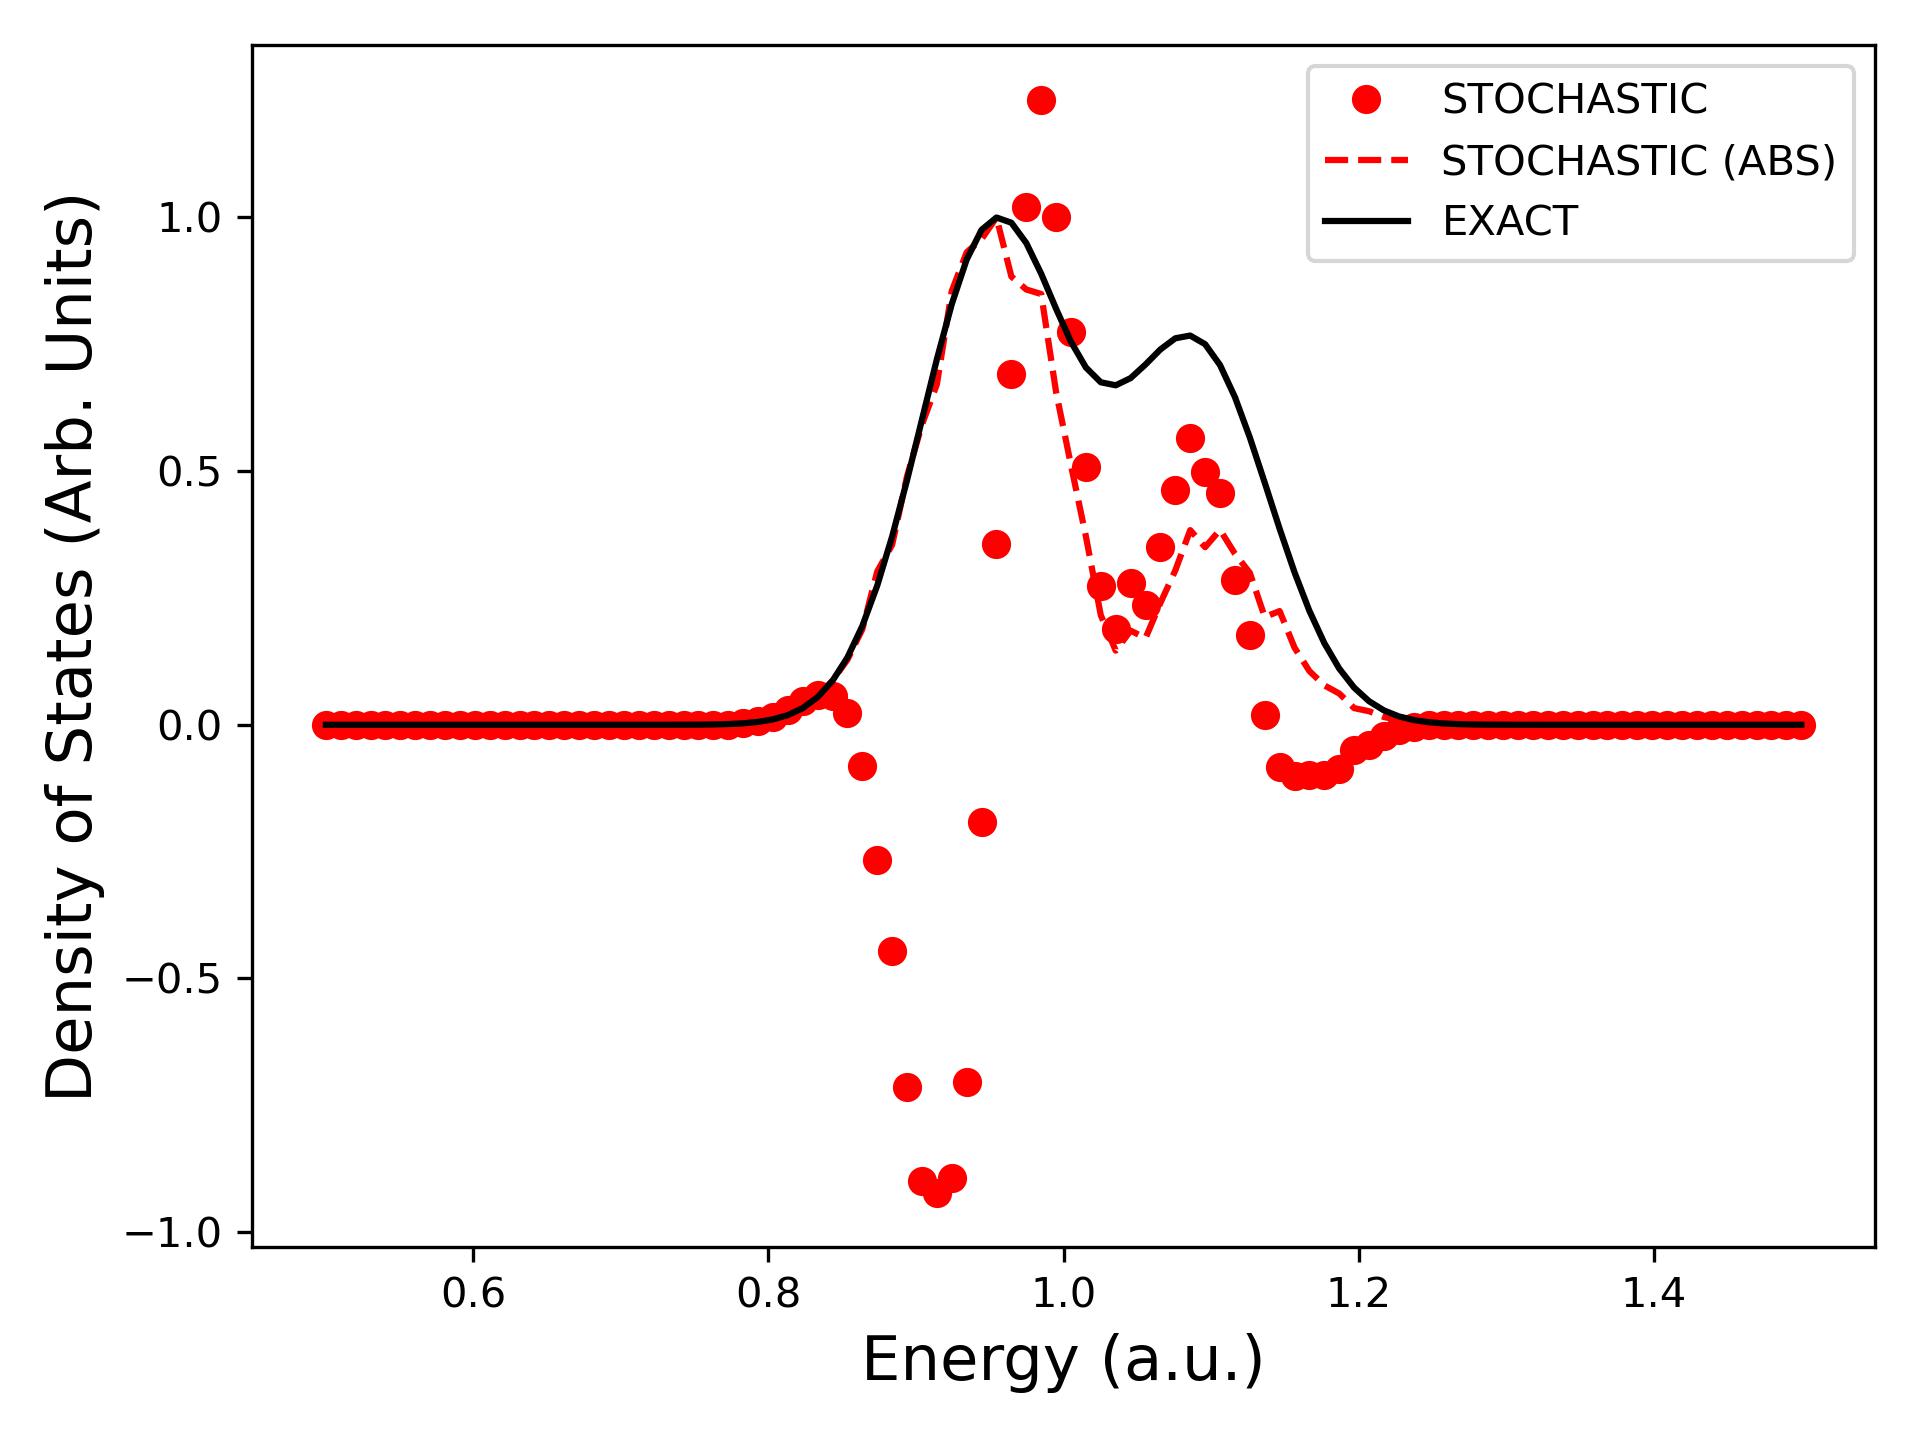 STOCHASTIC
STOCHASTIC (ABS)
EXACT
Density of States (Arb. Units)
1.0
0.5
0.0
−0.5
−1.0
0.6 0.8 1.0 1.2 1.4
Energy (a.u.)